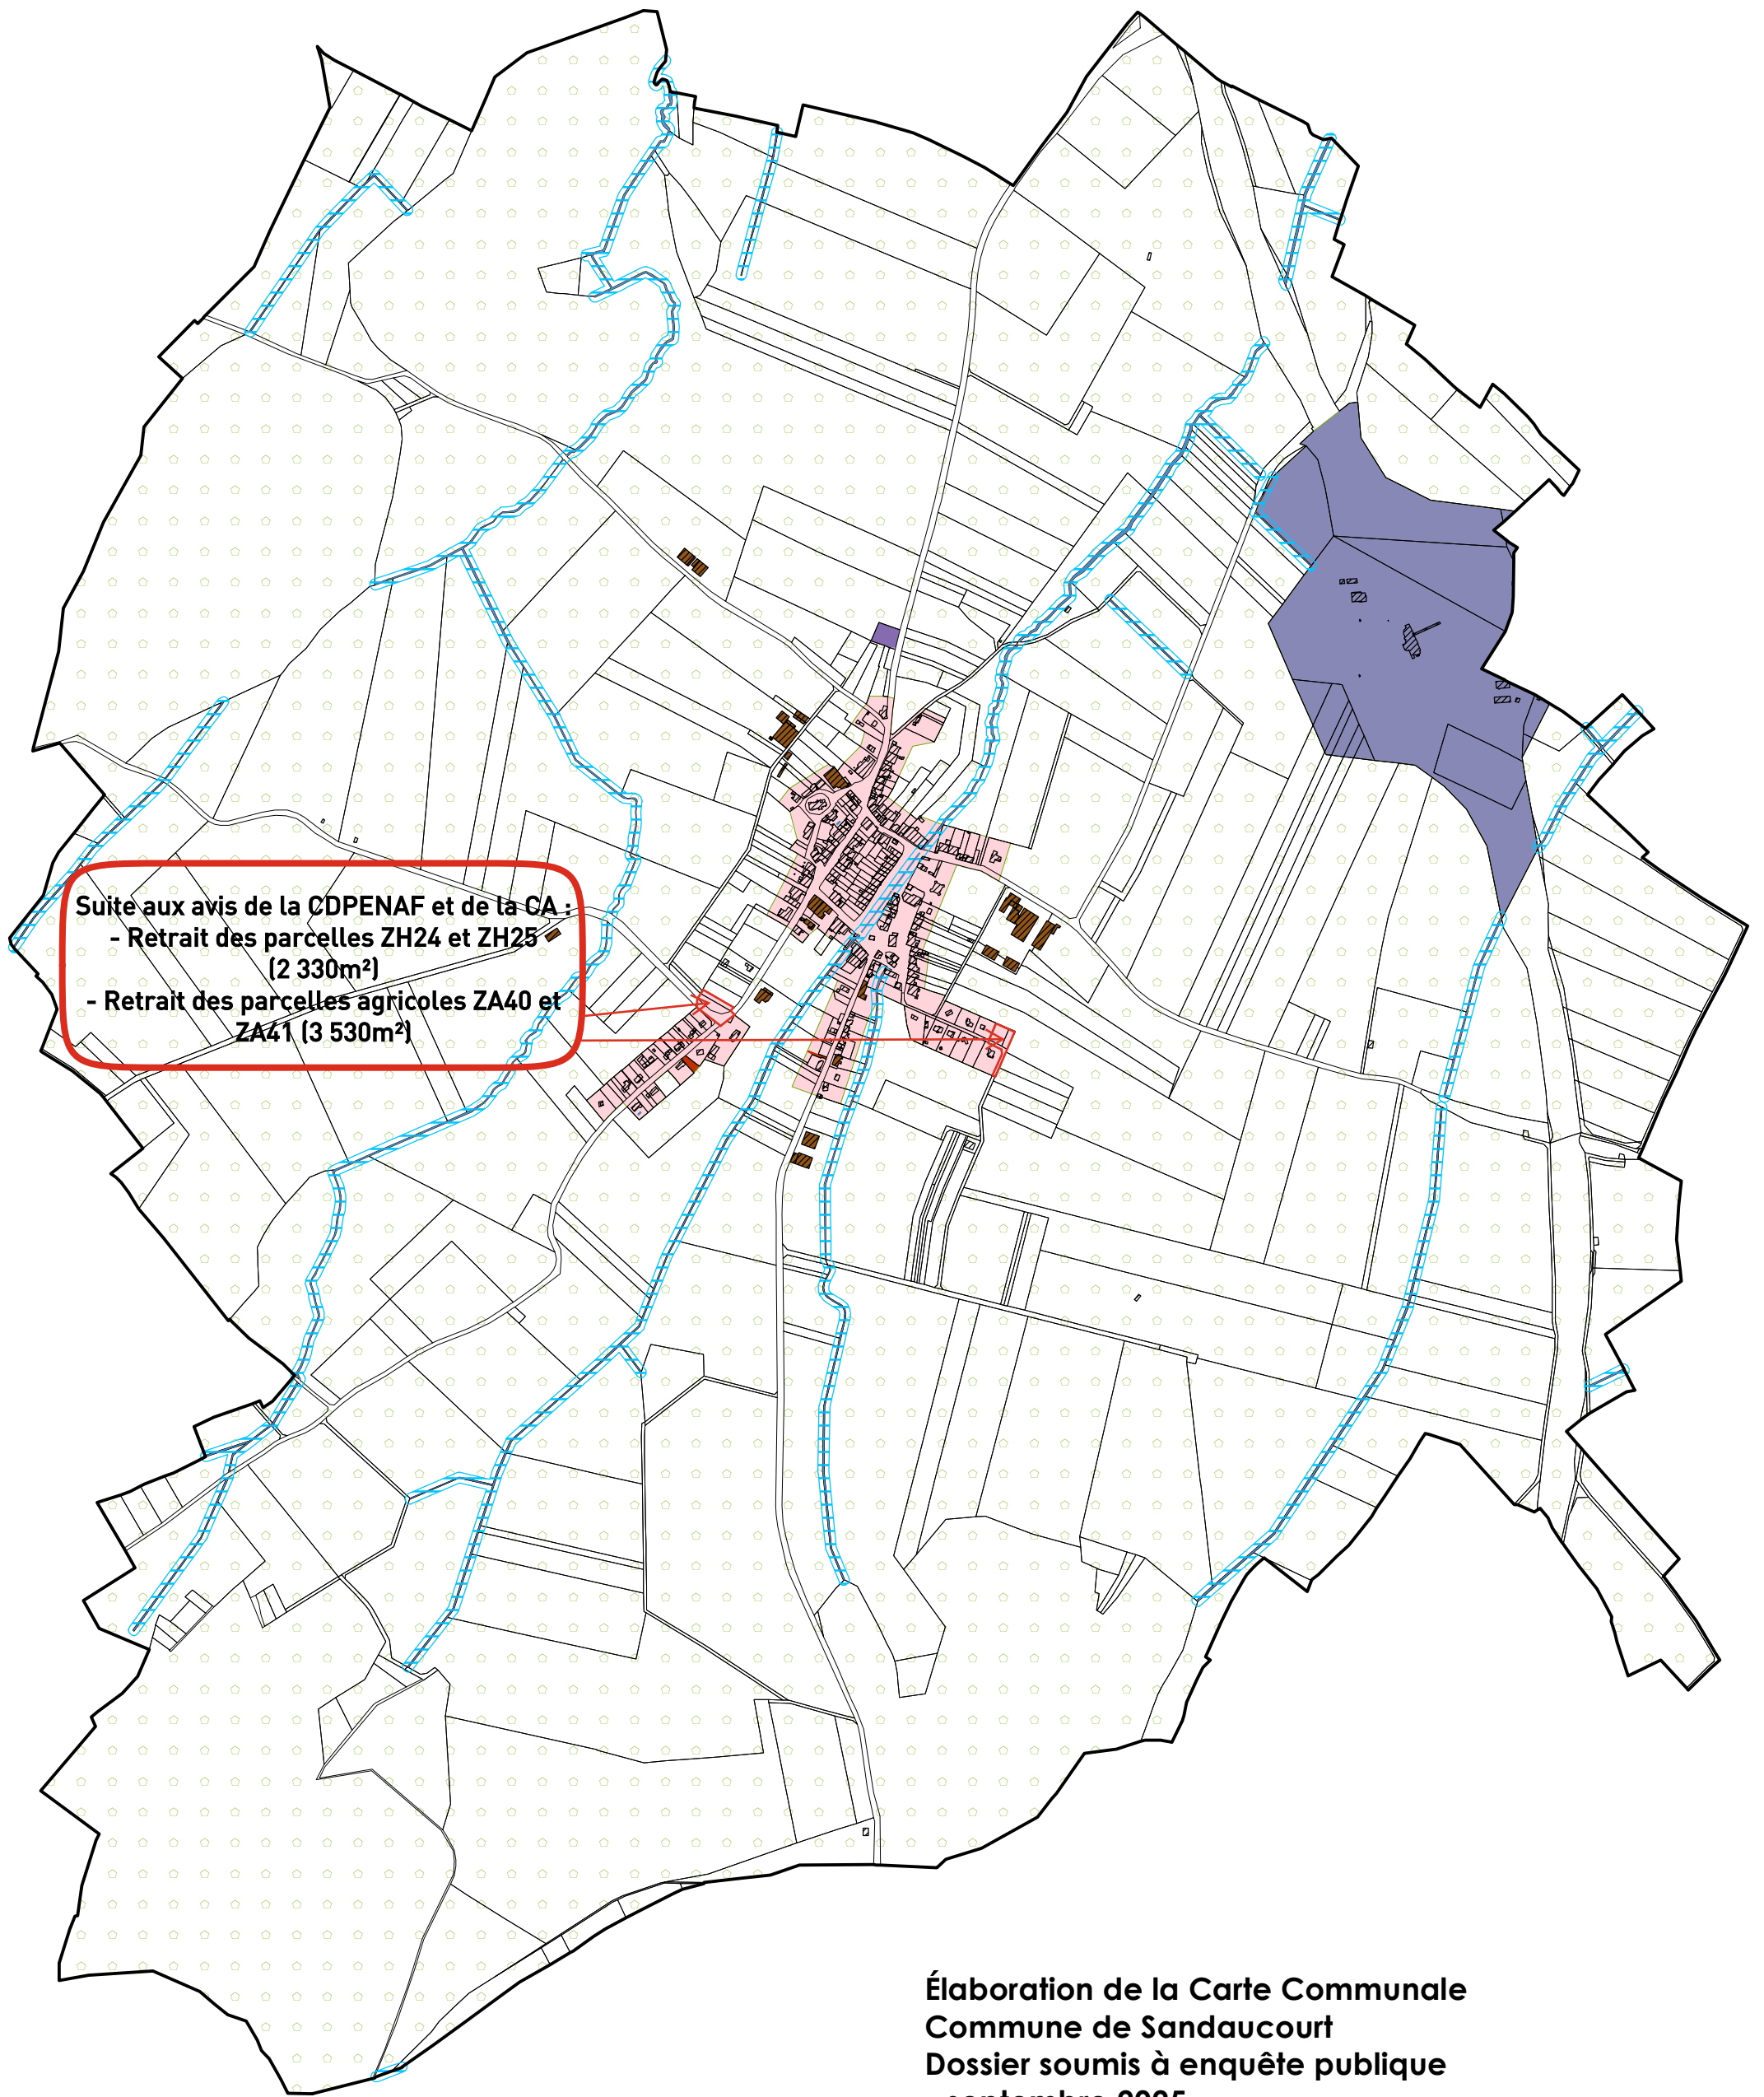 Suite aux avis de la CDPENAF et de la CA :
- Retrait des parcelles ZH24 et ZH25
(2 330m²)
- Retrait des parcelles agricoles ZA40 et
ZA41 (3 530m²)
Élaboration de la Carte Communale
Commune de Sandaucourt
Dossier soumis à enquête publique
- septembre 2025